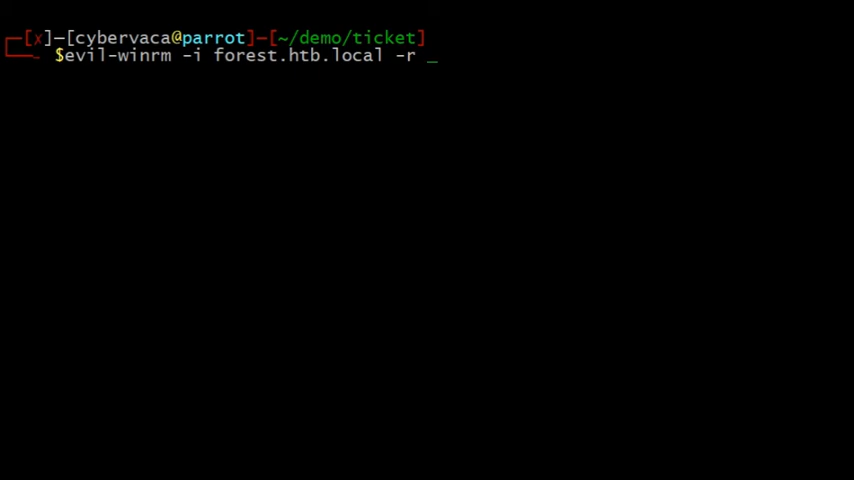 ┌─[✗]─[cybervaca@parrot]─[~/demo/ticket]
└──╼ $evil-winrm -i forest.htb.local -r _